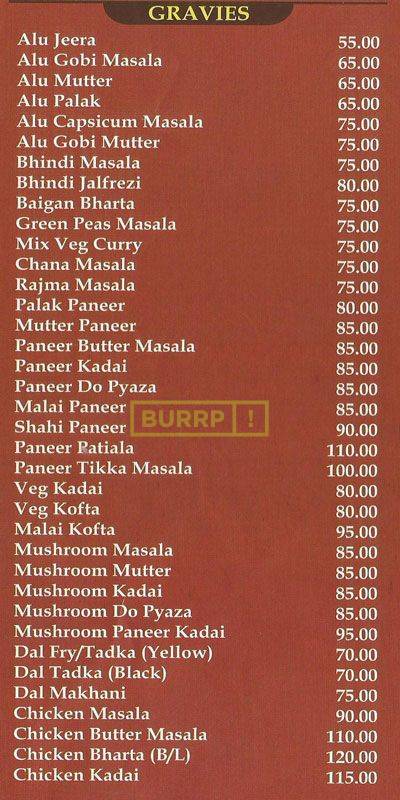 GRAVIES
Alu Jeera 55.00
Alu Gobi Masala 65.00
Alu Mutter 65.00
Alu Palak 65.00
Alu Capsicum Masala 75.00
Alu Gobi Mutter 75.00
Bhindi Masala 75.00
Bhindi Jalfrezi 80.00
Baigan Bharta 75.00
Green Peas Masala 75.00
Mix Veg Curry 75.00
Chana Masala 75.00
Rajma Masala 75.00
Palak Paneer 80.00
Mutter Paneer 85.00
Paneer Butter Masala 85.00
Paneer Kadai 85.00
Paneer Do Pyaza 85.00
Malai Paneer 85.00
BURRP!
Shahi Paneer 90.00
Paneer Patiala 110.00
Paneer Tikka Masala 100.00
Veg Kadai 80.00
Veg Kofta 80.00
Malai Kofta 95.00
Mushroom Masala 85.00
Mushroom Mutter 85.00
Mushroom Kadai 85.00
Mushroom Do Pyaza 85.00
Mushroom Paneer Kadai 95.00
Dal Fry/Tadka (Yellow) 70.00
Dal Tadka (Black) 70.00
Dal Makhani 75.00
Chicken Masala 90.00
Chicken Butter Masala 110.00
Chicken Bharta (B/L) 120.00
Chicken Kadai 115.00